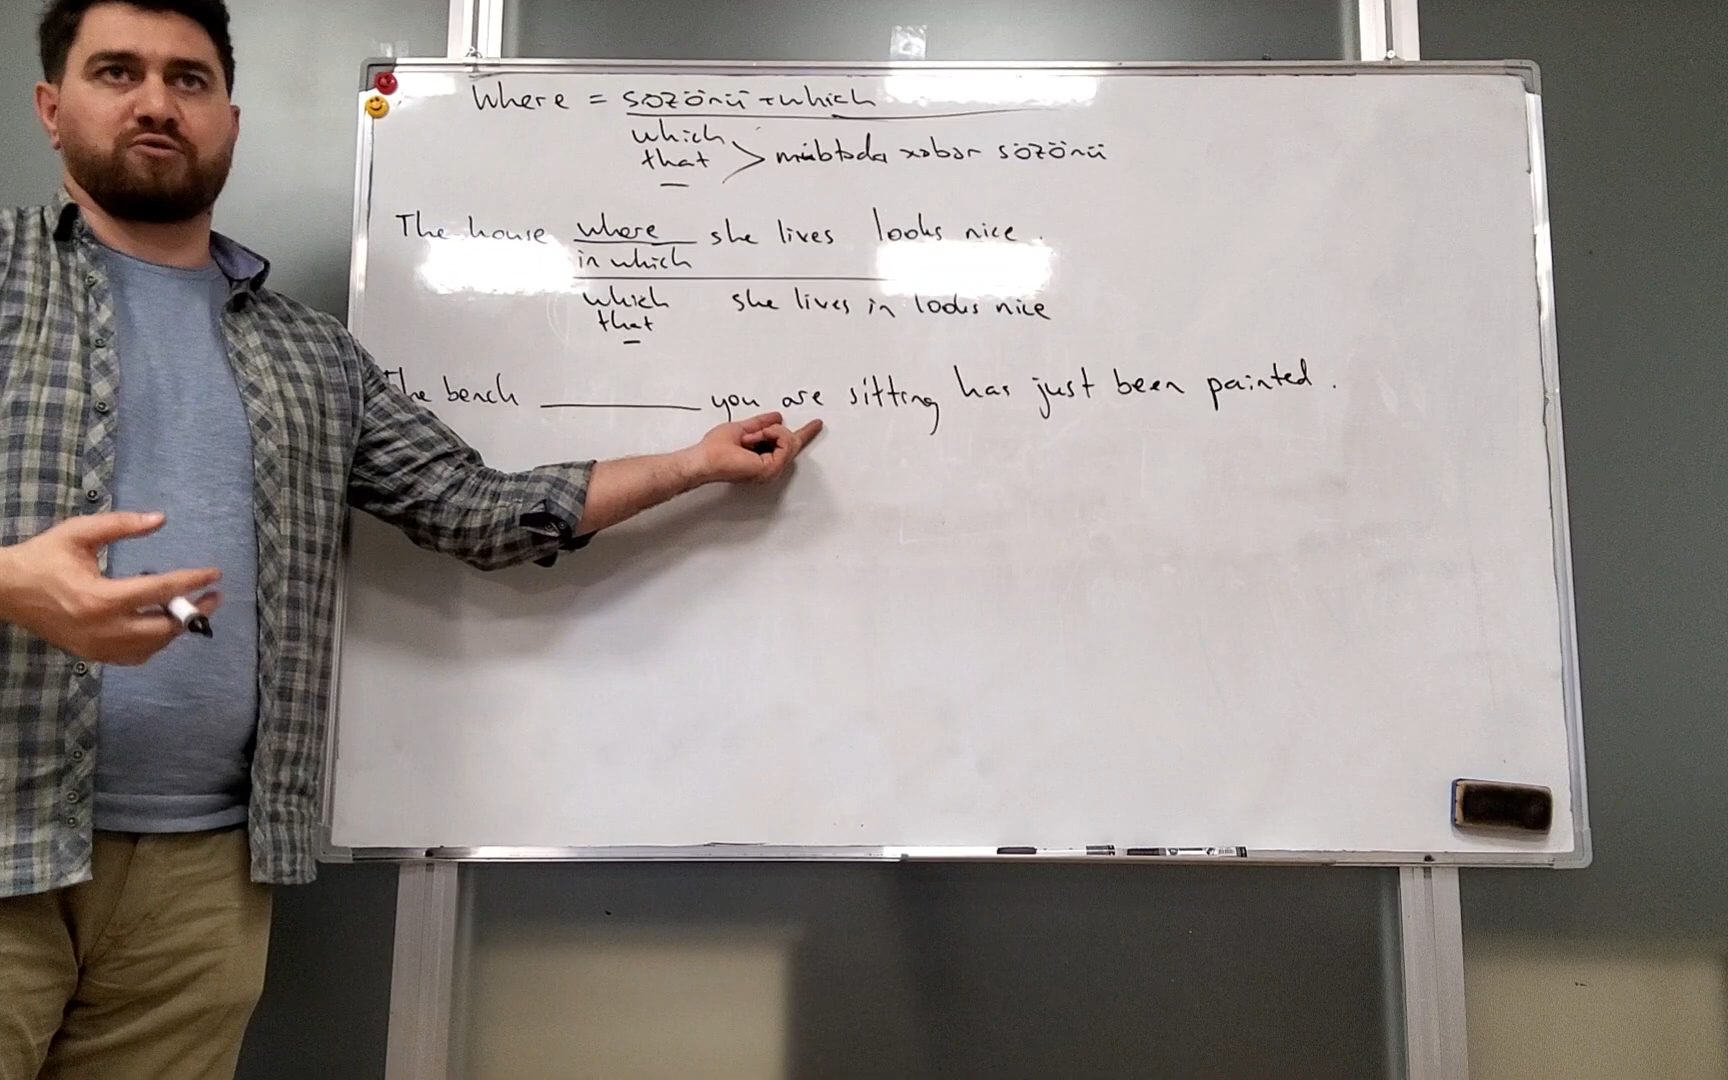 Where = sözönü + which
which
that > mübtəda xəbər sözönü
The house where she lives looks nice.
in which
which she lives in looks nice
that
The bench ________ you are sitting has just been painted.